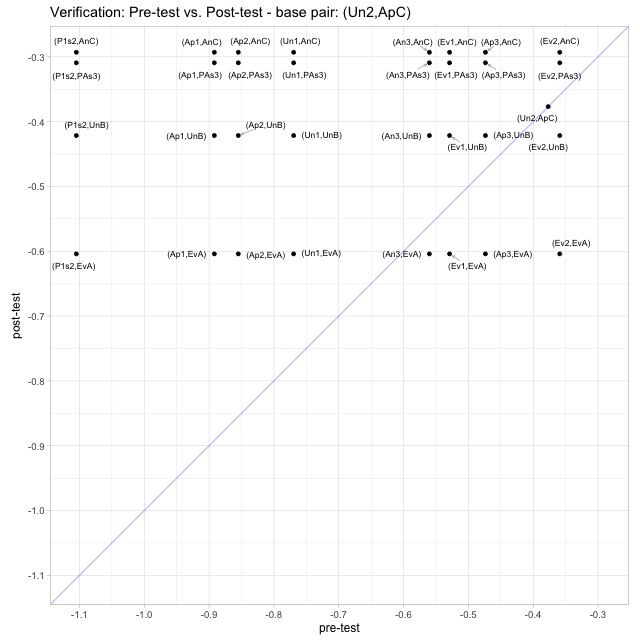 Verification: Pre-test vs. Post-test - base pair: (Un2,ApC)
(P1s2,AnC)
(Ap1,AnC)
(Ap2,AnC)
(Un1,AnC)
(An3,AnC)
(Ev1,AnC)
(Ap3,AnC)
(Ev2,AnC)
-0.3
(P1s2,PAs3)
(Ap1,PAs3)
(Ap2,PAs3)
(Un1,PAs3)
(An3,PAs3)
(Ev1,PAs3)
(Ap3,PAs3)
(Ev2,PAs3)
(Un2,ApC)
-0.4
(P1s2,UnB)
(Ap1,UnB)
(Ap2,UnB)
(Un1,UnB)
(An3,UnB)
(Ev1,UnB)
(Ap3,UnB)
(Ev2,UnB)
-0.5
-0.6
(P1s2,EvA)
(Ap1,EvA)
(Ap2,EvA)
(Un1,EvA)
(An3,EvA)
(Ev1,EvA)
(Ap3,EvA)
(Ev2,EvA)
-0.7
-0.8
-0.9
-1.0
-1.1
post-test
-1.1
-1.0
-0.9
-0.8
-0.7
-0.6
-0.5
-0.4
-0.3
pre-test